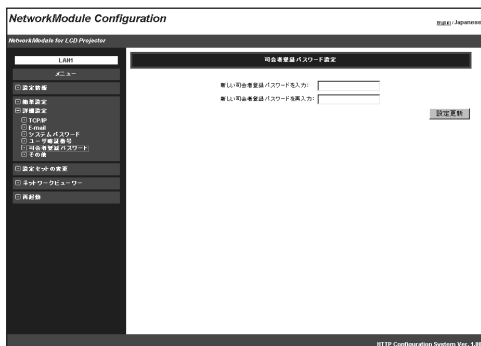 NetworkModule Configuration
English/Japanese
NetworkModule for LCD Projector
LAN1
メニュー
設定情報
簡単設定
詳細設定
TCP/IP
E-mail
システムパスワード
ユーザ暗証番号
司会者登録パスワード
その他
設定セットの変更
ネットワークビューワー
再起動
司会者登録パスワード設定
新しい司会者登録パスワードを入力:
新しい司会者登録パスワードを再入力:
設定更新
HTTP Configuration System Ver. 1.00